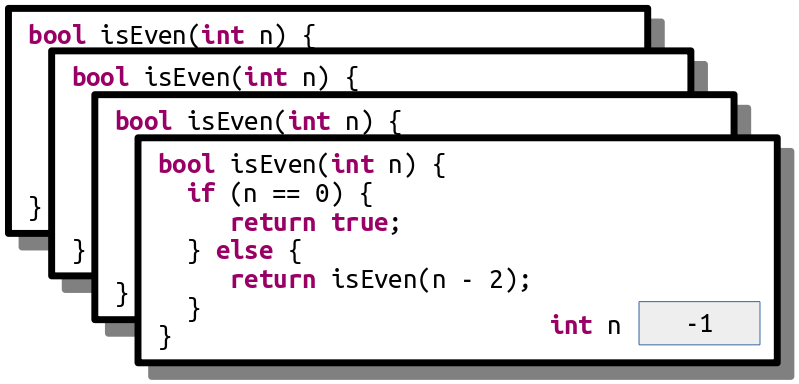 bool isEven(int n) {
bool isEven(int n) {
bool isEven(int n) {
bool isEven(int n) {
if (n == 0) {
return true;
} else {
return isEven(n - 2);
}
}
int n -1
}
}
}